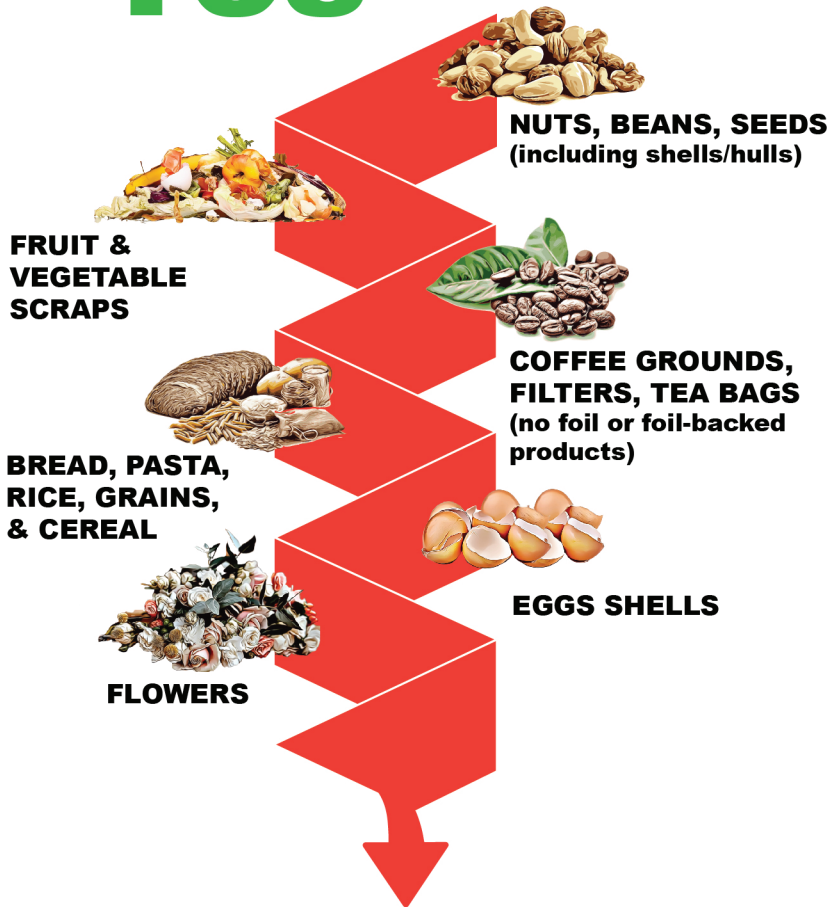 Yes
NUTS, BEANS, SEEDS
(including shells/hulls)
FRUIT &
VEGETABLE
SCRAPS
COFFEE GROUNDS,
FILTERS, TEA BAGS
(no foil or foil-backed
products)
BREAD, PASTA,
RICE, GRAINS,
& CEREAL
EGGS SHELLS
FLOWERS